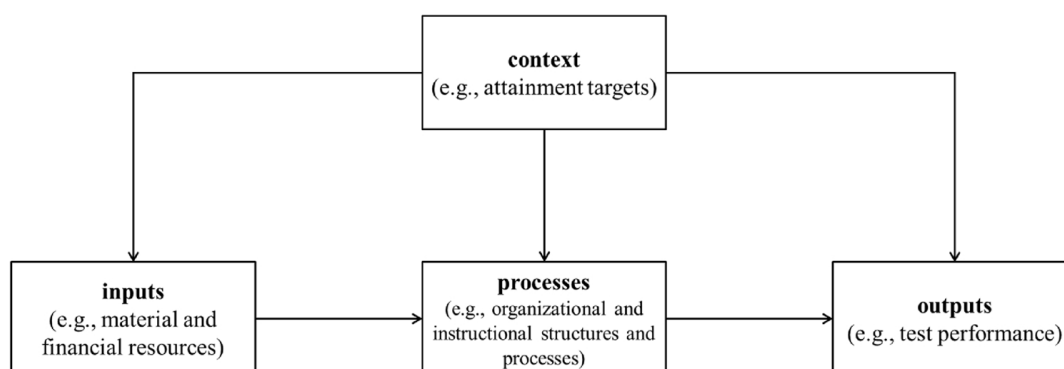 context
(e.g., attainment targets)
inputs
(e.g., material and
financial resources)
processes
(e.g., organizational and
instructional structures and
processes)
outputs
(e.g., test performance)